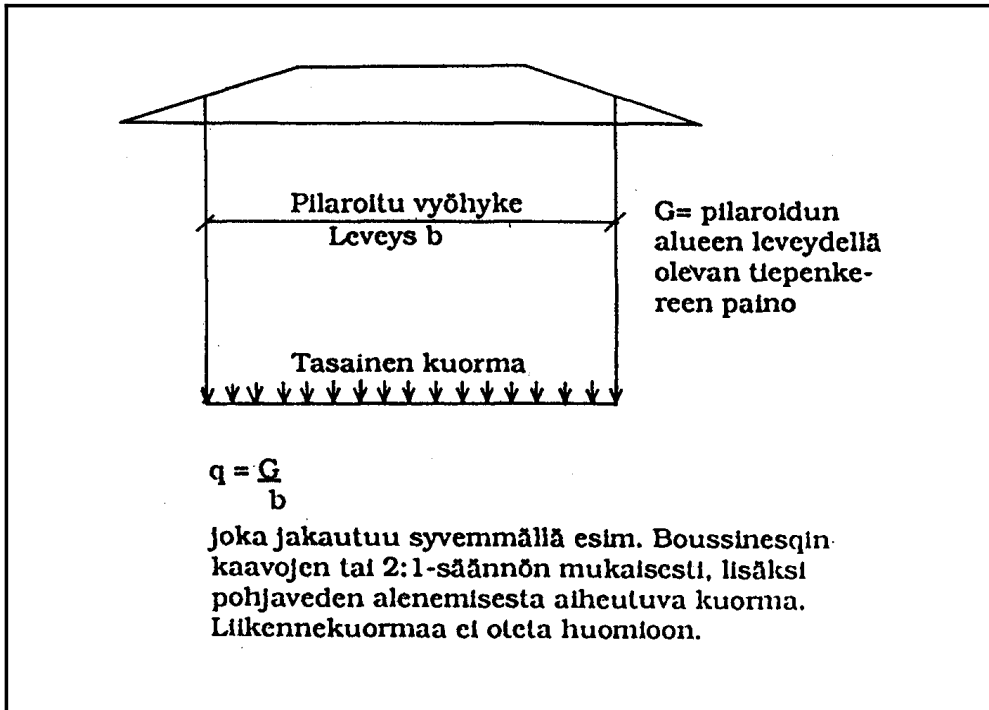 Pilaroitu vyöhyke
Leveys b
G= pilaroidun
alueen leveydellä
olevan tiepenke-
reen paino
Tasainen kuorma
q = G
b
joka jakautuu syvemmällä esim. Boussinesqin
kaavojen tai 2:1-säännön mukaisesti, lisäksi
pohjaveden alenemisesta aiheutuva kuorma.
Liikennekuormaa ei oteta huomioon.